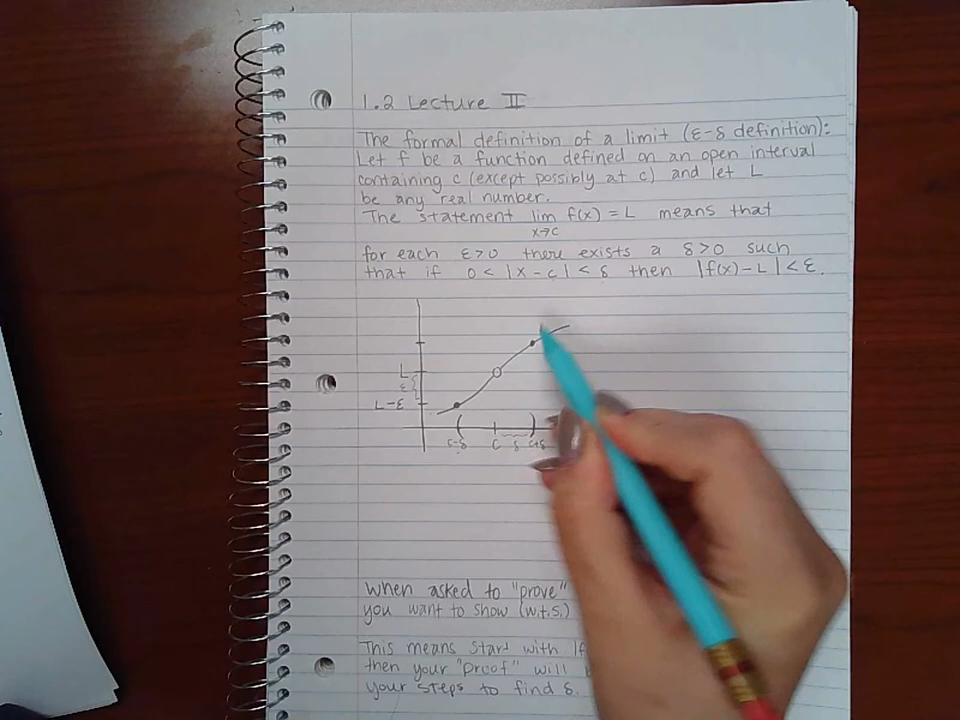 1.2 Lecture II
The formal definition of a limit (ε-δ definition):
Let f be a function defined on an open interval
containing c (except possibly at c) and let L
be any real number.
The statement lim f(x) = L means that
x→c
for each ε>0 there exists a δ>0 such
that if 0 < |x - c| < δ then |f(x) - L| < ε.
L
ε
L-ε
c-δ c δ c+δ
When asked to "prove"
you want to show (w.t.s.)
This means start with |f
then your "proof" will
your steps to find δ.